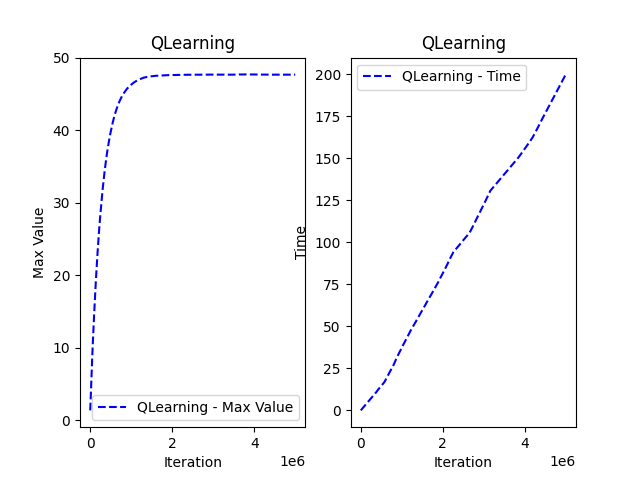 QLearning
Max Value
50
40
30
20
10
0
QLearning - Max Value
0 2 4
1e6
Iteration
QLearning
Time
200
175
150
125
100
75
50
25
0
QLearning - Time
0 2 4
1e6
Iteration